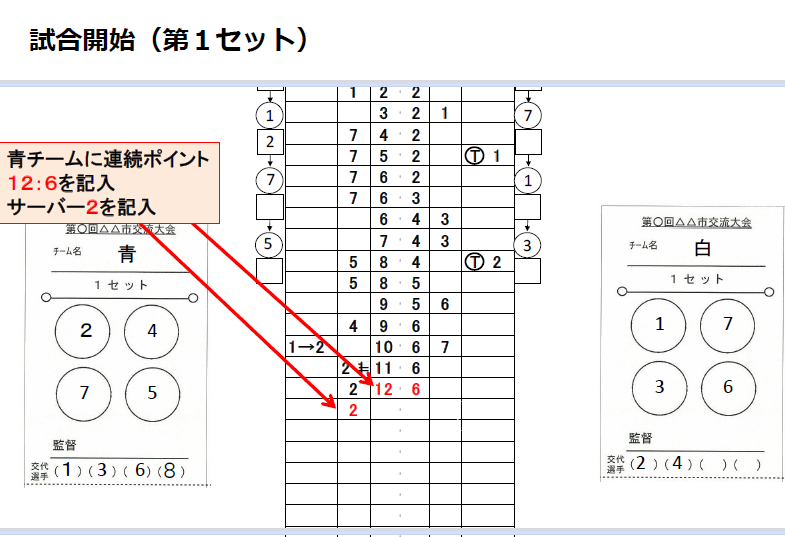 試合開始（第１セット）
青チームに連続ポイント
１２：６を記入
サーバー２を記入
1
2
7
5
1 2 2
3 2 1
7 4 2
7 5 2 Ⓣ 1
7 6 2
7 6 3
6 4 3
7 4 3
5 8 4 Ⓣ 2
5 8 5
9 5 6
4 9 6
1→2 10 6 7
2 = 11 6
2 12 6
2
7
1
3
第〇回△△市交流大会
チーム名 青
１セット
2 4
7 5
監督
交代
選手 (1) (3) (6) (8)
第〇回△△市交流大会
チーム名 白
１セット
1 7
3 6
監督
交代
選手 (2) (4) ( ) ( )